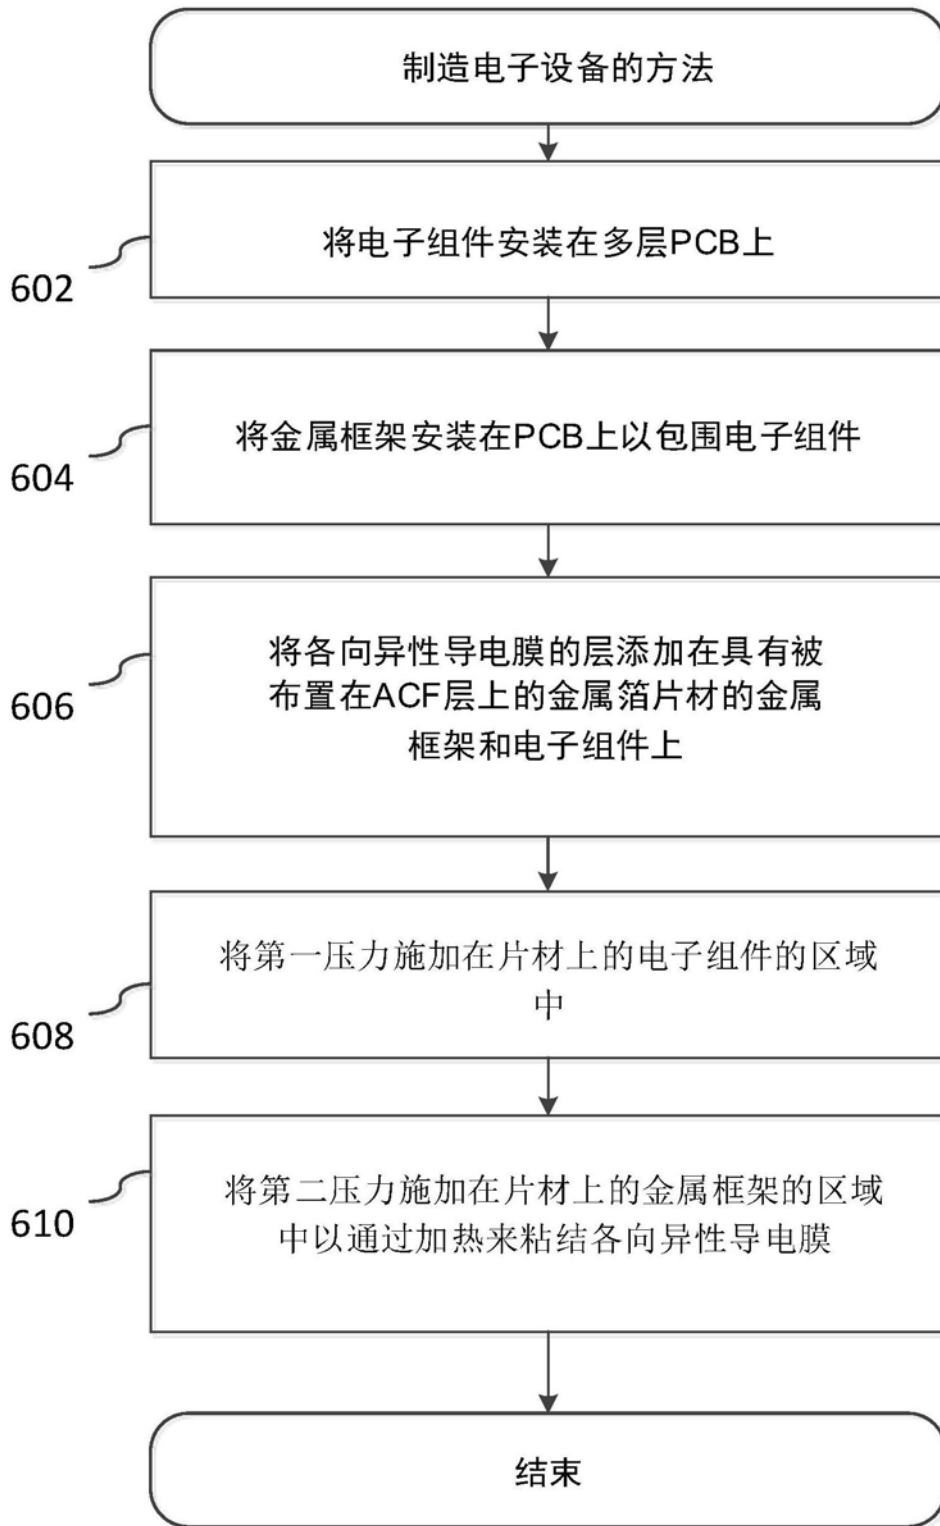 制造电子设备的方法
将电子组件安装在多层PCB上
602
将金属框架安装在PCB上以包围电子组件
604
将各向异性导电膜的层添加在具有被
布置在ACF层上的金属箔片材的金属
框架和电子组件上
606
将第一压力施加在片材上的电子组件的区域
中
608
将第二压力施加在片材上的金属框架的区域
中以通过加热来粘结各向异性导电膜
610
结束